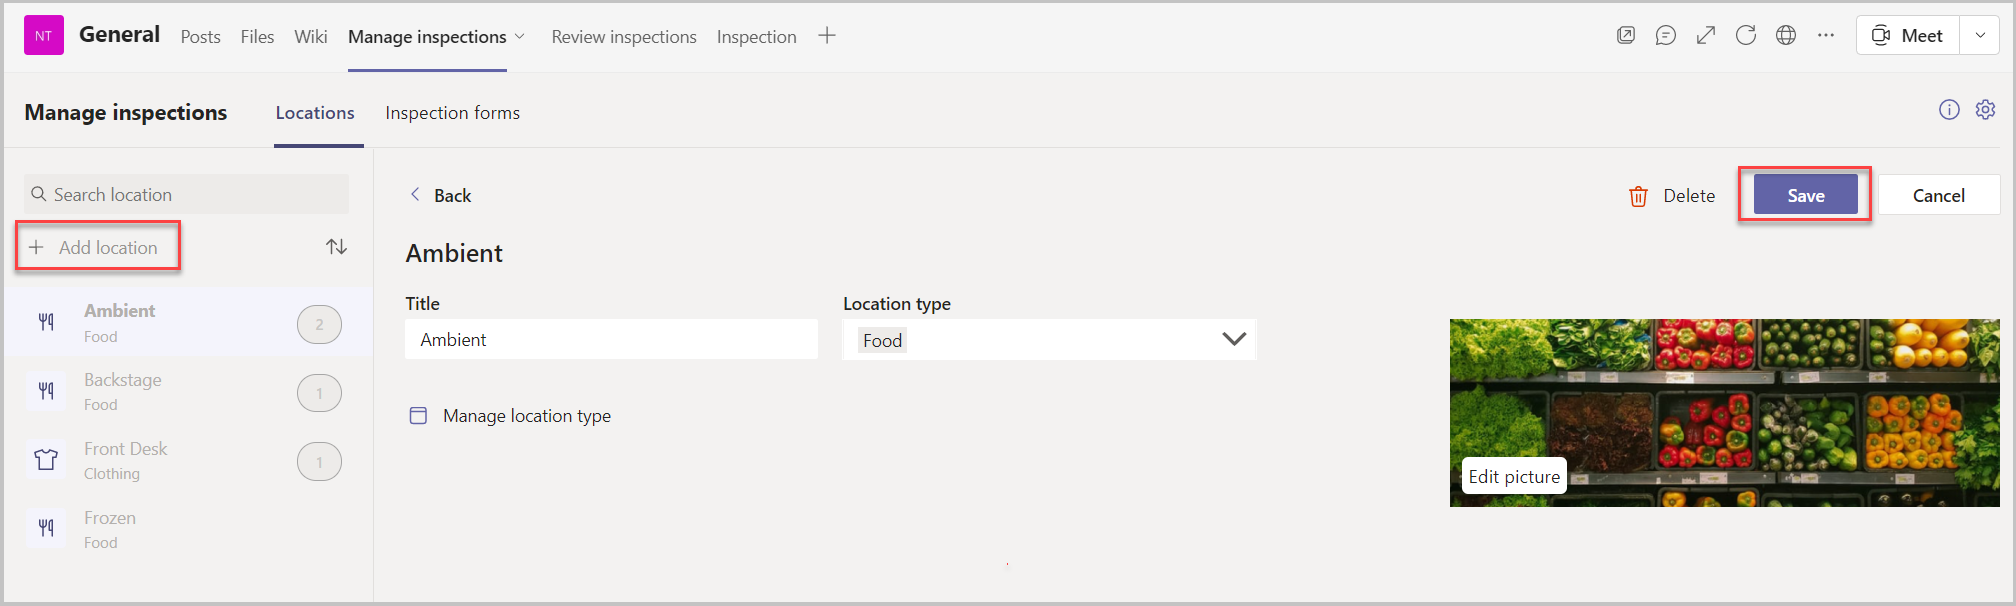 NT General Posts Files Wiki Manage inspections Review inspections Inspection Meet
Manage inspections Locations Inspection forms
Search location
Add location
Ambient
Food
2
Backstage
Food
1
Front Desk
Clothing
1
Frozen
Food
Back Delete Save Cancel
Ambient
Title Location type
Ambient Food
Manage location type
Edit picture